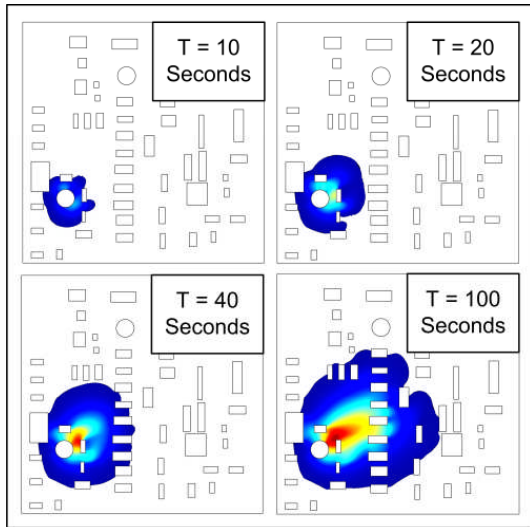 T = 10
Seconds
T = 20
Seconds
T = 40
Seconds
T = 100
Seconds